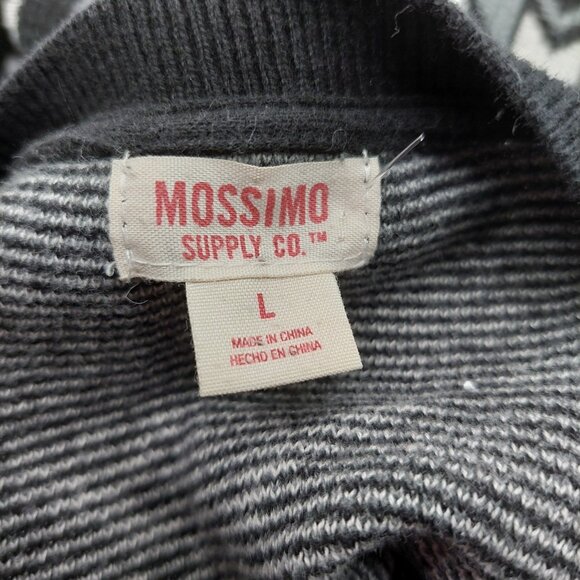 MOSSIMO
SUPPLY CO.™
L
MADE IN CHINA
HECHO EN CHINA